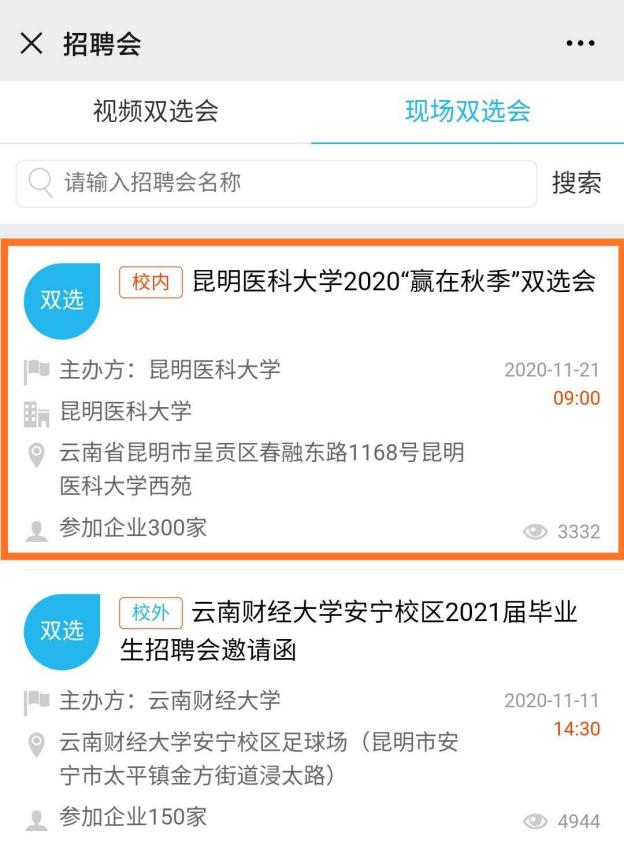 招聘会
视频双选会 现场双选会
请输入招聘会名称 搜索
双选 校内 昆明医科大学2020“赢在秋季”双选会
主办方：昆明医科大学 2020-11-21
09:00
昆明医科大学
云南省昆明市呈贡区春融东路1168号昆明
医科大学西苑
参加企业300家 3332
双选 校外 云南财经大学安宁校区2021届毕业
生招聘会邀请函
主办方：云南财经大学 2020-11-11
14:30
云南财经大学安宁校区足球场（昆明市安
宁市太平镇金方街道浸太路）
参加企业150家 4944